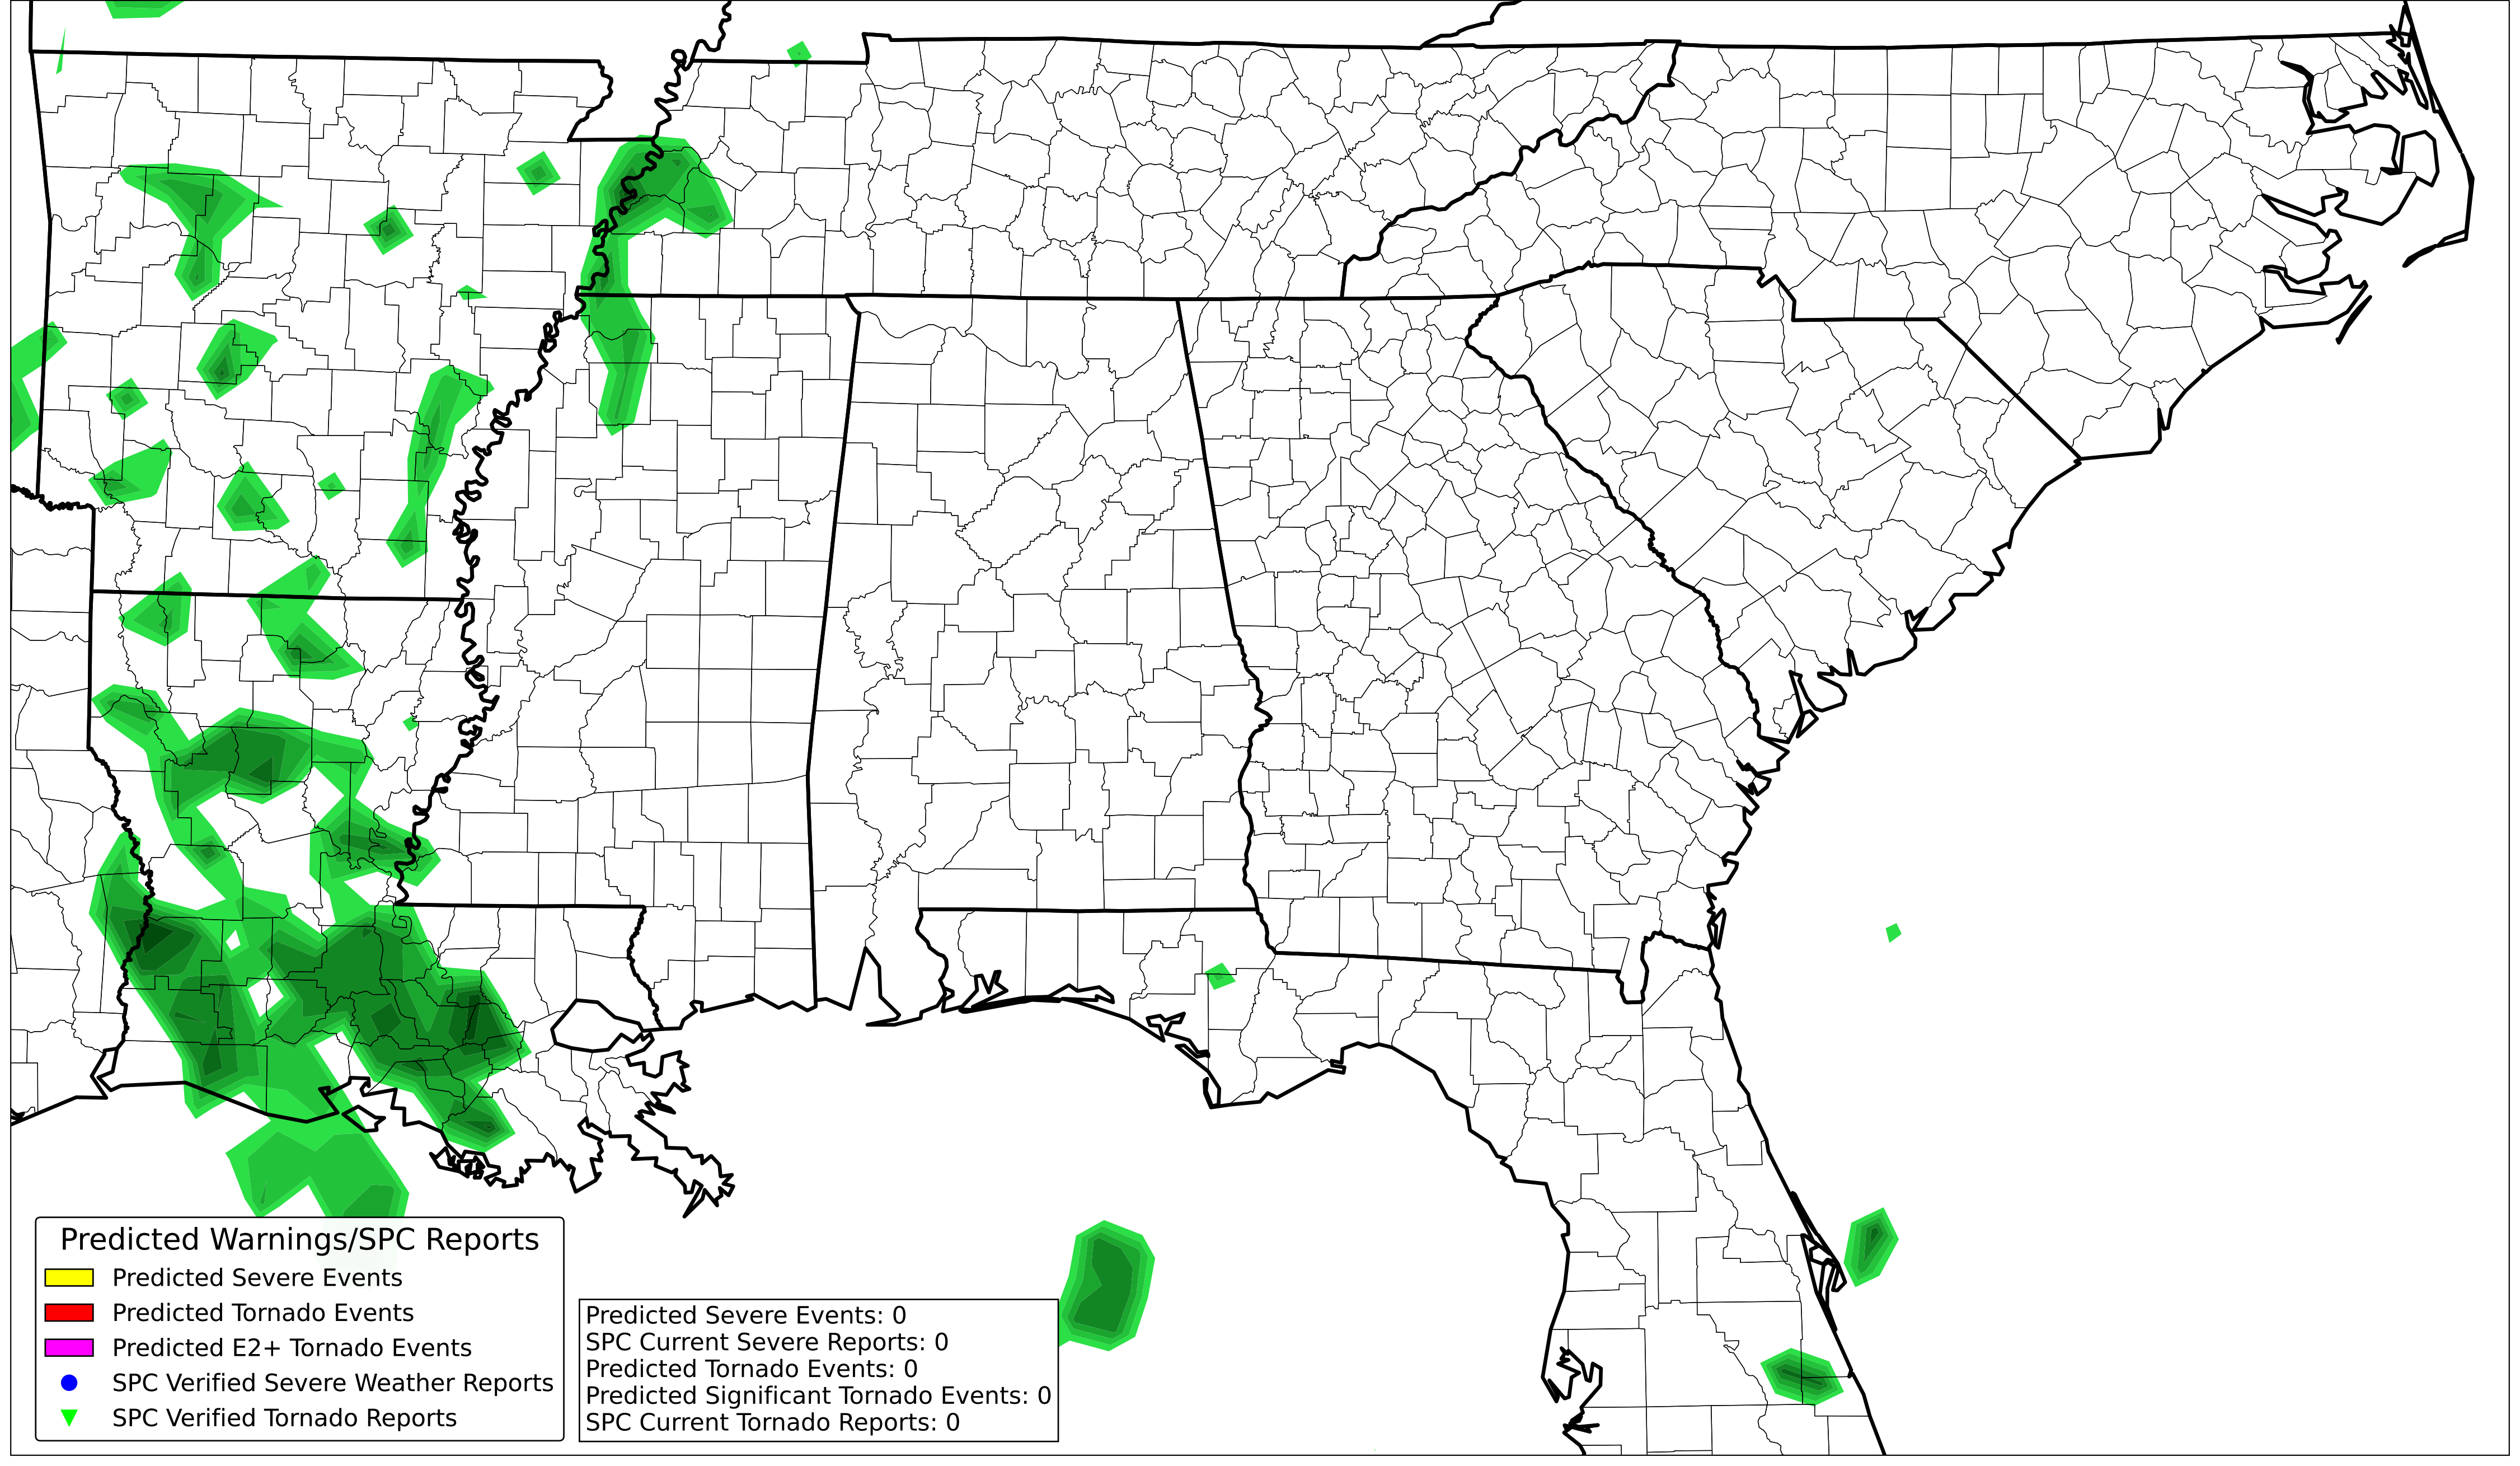 Predicted Warnings/SPC Reports
Predicted Severe Events
Predicted Tornado Events
Predicted E2+ Tornado Events
SPC Verified Severe Weather Reports
SPC Verified Tornado Reports
Predicted Severe Events: 0
SPC Current Severe Reports: 0
Predicted Tornado Events: 0
Predicted Significant Tornado Events: 0
SPC Current Tornado Reports: 0